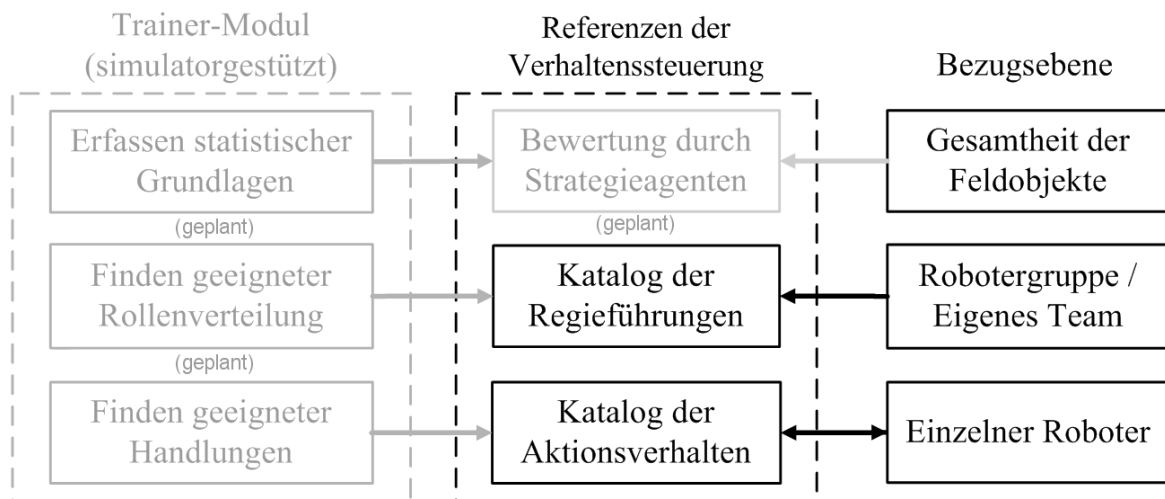 Trainer-Modul
(simulatorgestützt)
Referenzen der
Verhaltenssteuerung
Bezugsebene
Erfassen statistischer
Grundlagen
(geplant)
Bewertung durch
Strategieagenten
(geplant)
Gesamtheit der
Feldobjekte
Finden geeigneter
Rollenverteilung
(geplant)
Katalog der
Regieführungen
Robotergruppe /
Eigenes Team
Finden geeigneter
Handlungen
Katalog der
Aktionsverhalten
Einzelner Roboter